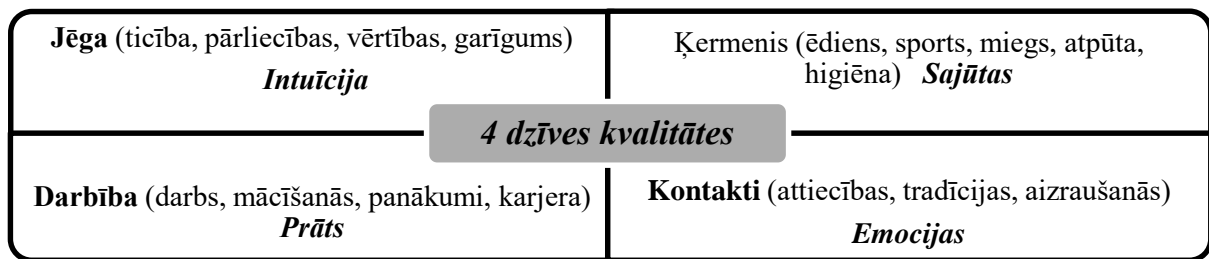 Jēga (ticība, pārliecības, vērtības, garīgums)
Intuīcija
Ķermenis (ēdiens, sports, miegs, atpūta,
higiēna) Sajūtas
4 dzīves kvalitātes
Darbība (darbs, mācīšanās, panākumi, karjera)
Prāts
Kontakti (attiecības, tradīcijas, aizraušanās)
Emocijas